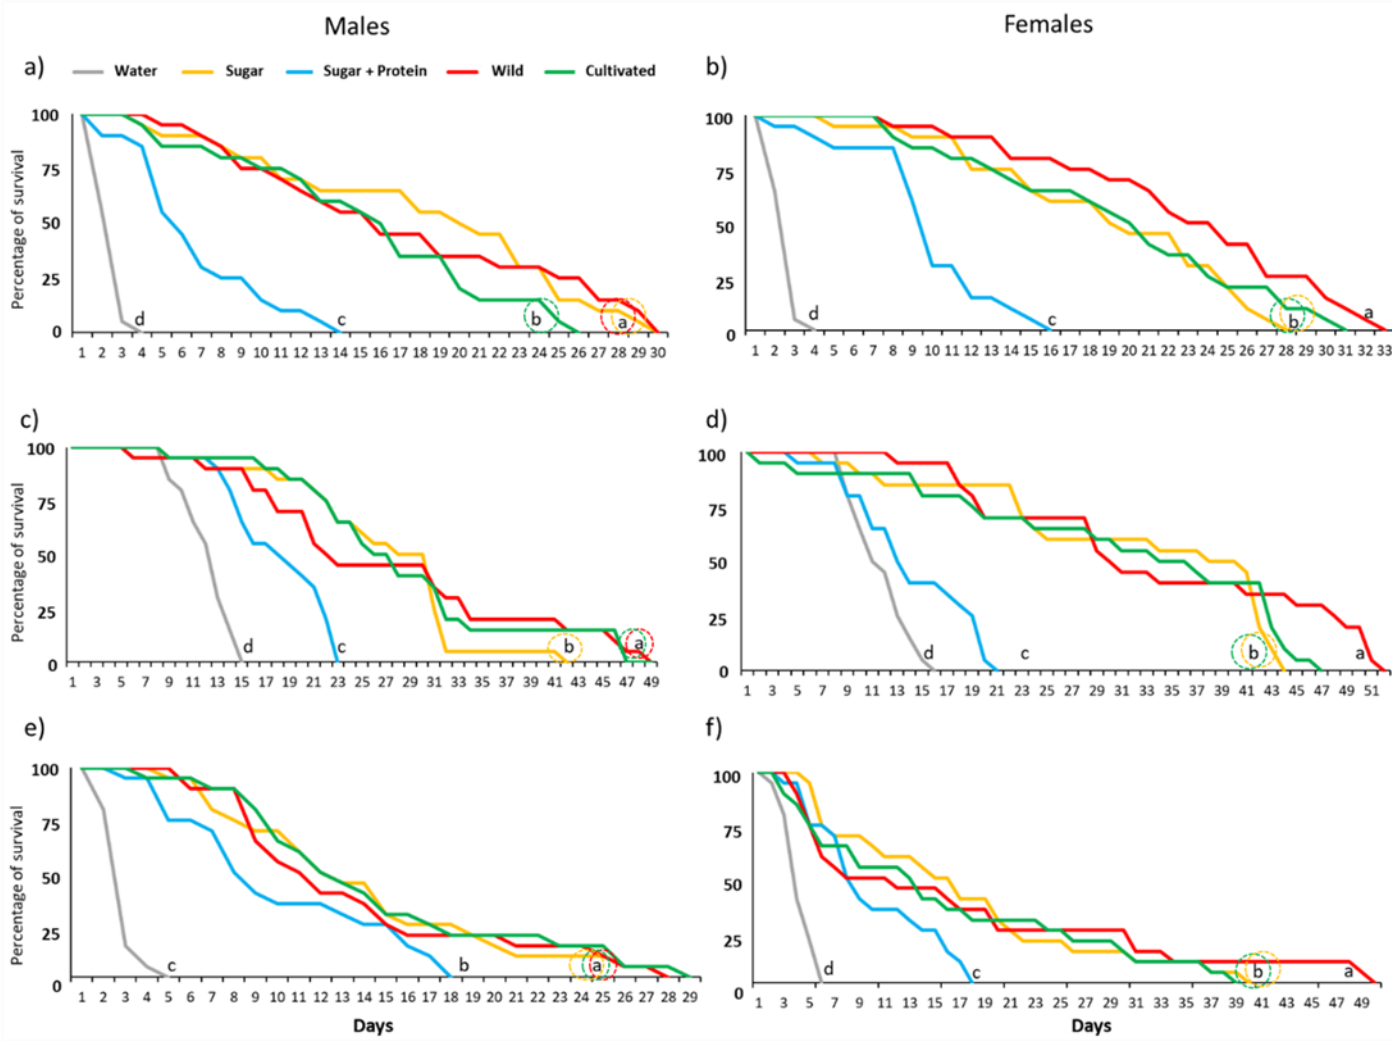 Males
Females
a)
Water
Sugar
Sugar + Protein
Wild
Cultivated
b)
Percentage of survival
100
75
50
25
0
d
c
b
a
1 2 3 4 5 6 7 8 9 10 11 12 13 14 15 16 17 18 19 20 21 22 23 24 25 26 27 28 29 30
100
75
50
25
0
d
c
b
a
1 2 3 4 5 6 7 8 9 10 11 12 13 14 15 16 17 18 19 20 21 22 23 24 25 26 27 28 29 31 32 33
c)
d)
Percentage of survival
100
75
50
25
0
d
c
b
a
1 3 5 7 9 11 13 15 17 19 21 23 25 27 29 31 33 35 37 39 41 43 45 47 49
100
75
50
25
0
d
c
b
a
1 3 5 7 9 11 13 15 17 19 21 23 25 27 29 31 33 35 37 39 41 43 45 47 49 51
e)
f)
Percentage of survival
100
75
50
25
0
c
b
a
1 2 3 4 5 6 7 8 9 10 11 12 13 14 15 16 17 18 19 20 21 22 23 24 25 26 27 28 29
Days
100
75
50
25
0
d
c
b
a
1 3 5 7 9 11 13 15 17 19 21 23 25 27 29 31 33 35 37 39 41 43 45 47 49
Days